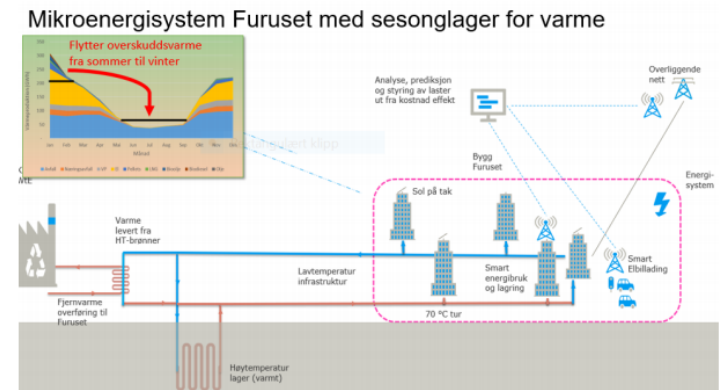 Mikroenergisystem Furuset med sesonglager for varme
Flytter overskuddsvarme
fra sommer til vinter
Analyse, prediksjon
og styring av laster
ut fra kostnad effekt
Overliggende
nett
Bygg
Furuset
Energi-
system
Sol på tak
Varme
levert fra
HT-brønner
Lavtemperatur
infrastruktur
Smart
energibruk
og lagring
Smart
Elbillading
Fjernvarme
overføring til
Furuset
70 °C tur
Høytemperatur
lager (varmt)